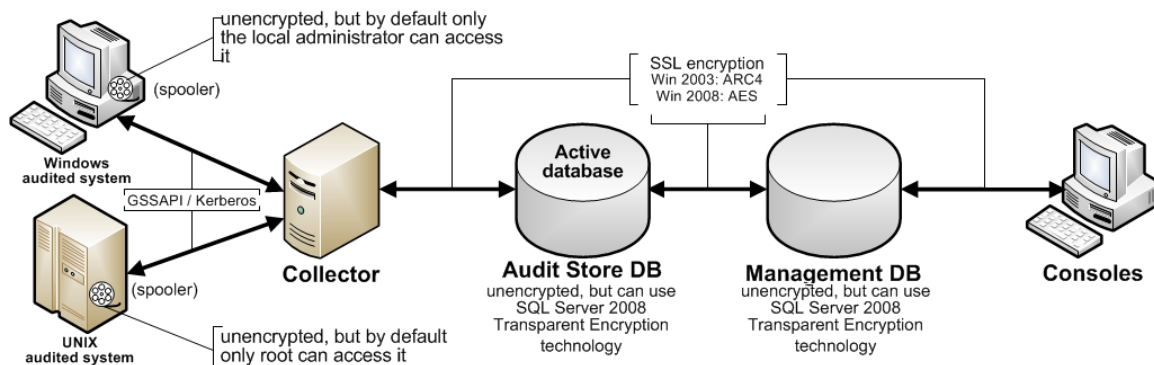 unencrypted, but by default only
the local administrator can access
it
(spooler)
Windows
audited system
GSSAPI / Kerberos
(spooler)
UNIX
audited system
unencrypted, but by default
only root can access it
Collector
SSL encryption
Win 2003: ARC4
Win 2008: AES
Active
database
Audit Store DB
unencrypted, but can use
SQL Server 2008
Transparent Encryption
technology
Management DB
unencrypted, but can use
SQL Server 2008
Transparent Encryption
technology
Consoles